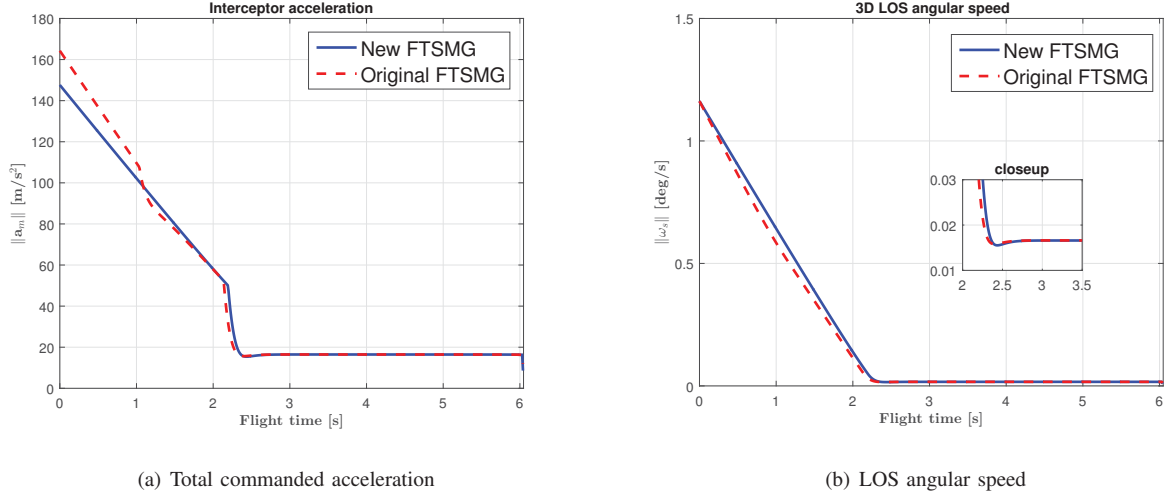 Interceptor acceleration
180
160
140
120
100
80
60
40
20
0
‖a_m‖ [m/s²]
New FTSMG
Original FTSMG
0 1 2 3 4 5 6
Flight time [s]
(a) Total commanded acceleration
3D LOS angular speed
1.5
1
0.5
0
‖ω_s‖ [deg/s]
New FTSMG
Original FTSMG
closeup
0.03
0.02
0.01
2 2.5 3 3.5
0 1 2 3 4 5 6
Flight time [s]
(b) LOS angular speed